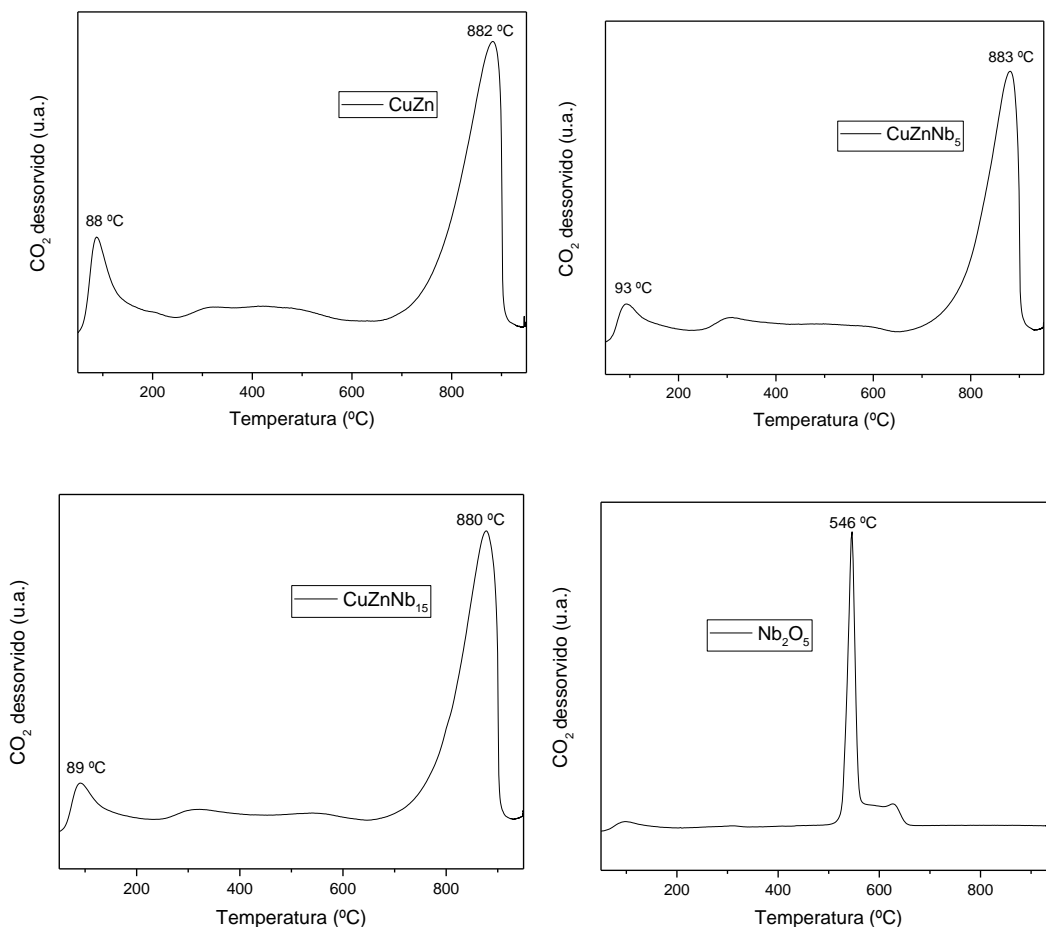 882 ºC
CuZn
88 ºC
CO₂ dessorvido (u.a.)
200 400 600 800
Temperatura (ºC)
883 ºC
CuZnNb₅
93 ºC
CO₂ dessorvido (u.a.)
200 400 600 800
Temperatura (ºC)
880 ºC
CuZnNb₁₅
89 ºC
CO₂ dessorvido (u.a.)
200 400 600 800
Temperatura (ºC)
546 ºC
Nb₂O₅
CO₂ dessorvido (u.a.)
200 400 600 800
Temperatura (ºC)